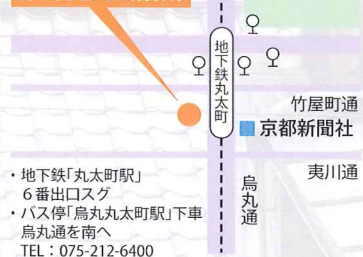 地下鉄丸太町
竹屋町通
京都新聞社
夷川通
烏丸通
・地下鉄「丸太町駅」
6番出口スグ
・バス停「烏丸丸太町駅」下車
烏丸通を南へ
TEL：075-212-6400